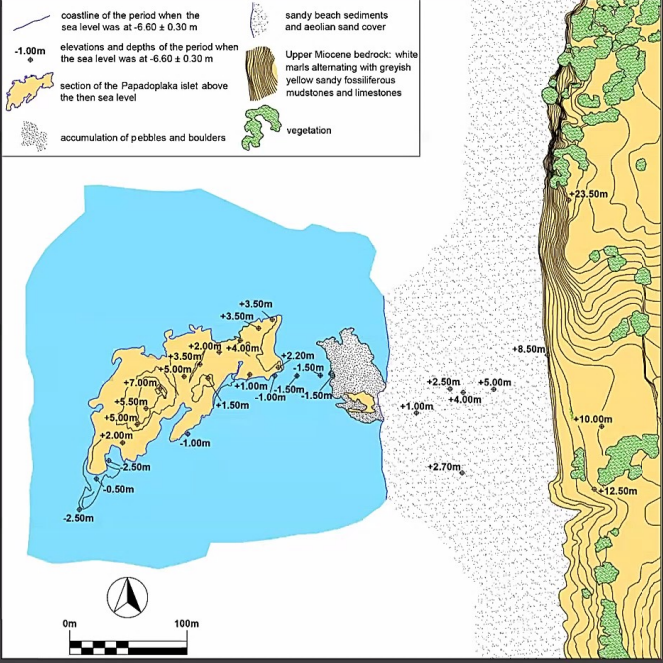 coastline of the period when the
sea level was at -6.60 ± 0.30 m
-1.00m
elevations and depths of the period when
the sea level was at -6.60 ± 0.30 m
section of the Papadoplaka islet above
the then sea level
accumulation of pebbles and boulders
sandy beach sediments
and aeolian sand cover
Upper Miocene bedrock: white
marls alternating with greyish
yellow sandy fossiliferous
mudstones and limestones
vegetation
+23.50m
+3.50m
+3.50m
+2.00m
+4.00m
+8.50m
+3.50m
+2.20m
+5.00m
-1.50m
+7.00m
+1.00m
-1.50m
+2.50m
+5.00m
-1.00m
-1.50m
+4.00m
+5.50m
+1.50m
+1.00m
+5.00m
+10.00m
+2.00m
-1.00m
-2.50m
+2.70m
-0.50m
+12.50m
-2.50m
0m
100m